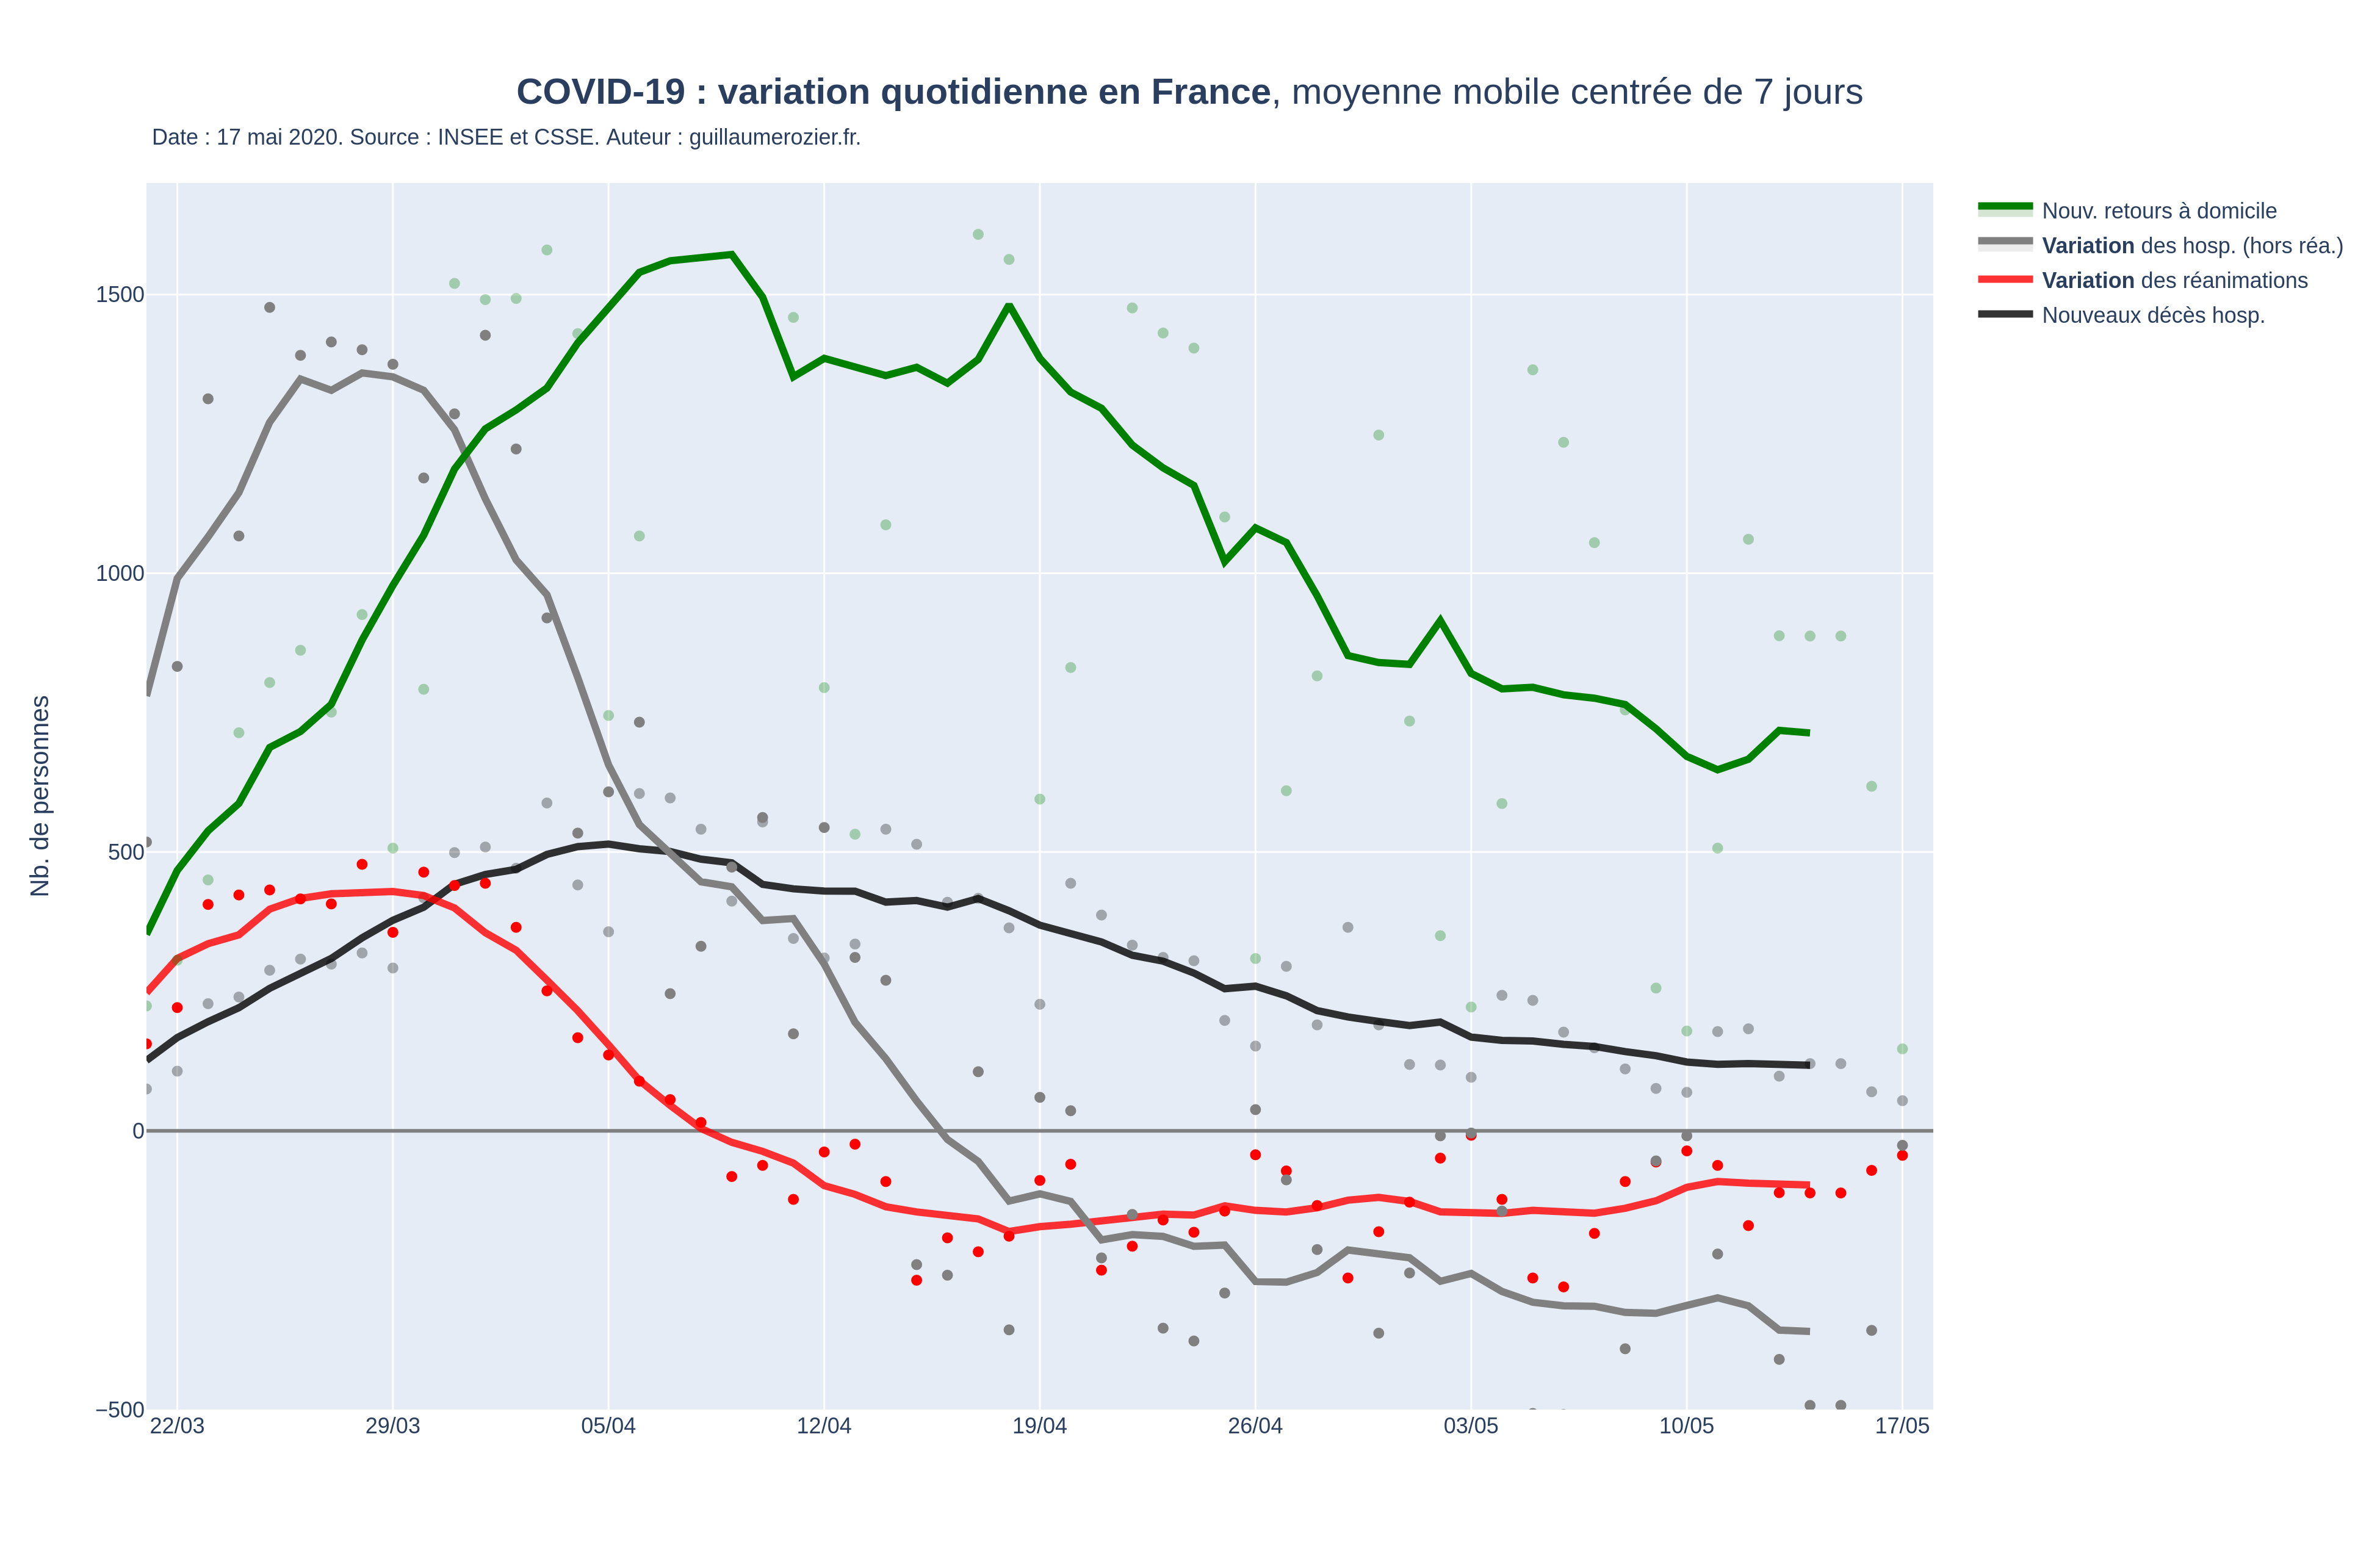 COVID-19 : variation quotidienne en France, moyenne mobile centrée de 7 jours
Date : 17 mai 2020. Source : INSEE et CSSE. Auteur : guillaumerozier.fr.
Nouv. retours à domicile
Variation des hosp. (hors réa.)
Variation des réanimations
Nouveaux décès hosp.
Nb. de personnes
1500
1000
500
0
−500
22/03 29/03 05/04 12/04 19/04 26/04 03/05 10/05 17/05